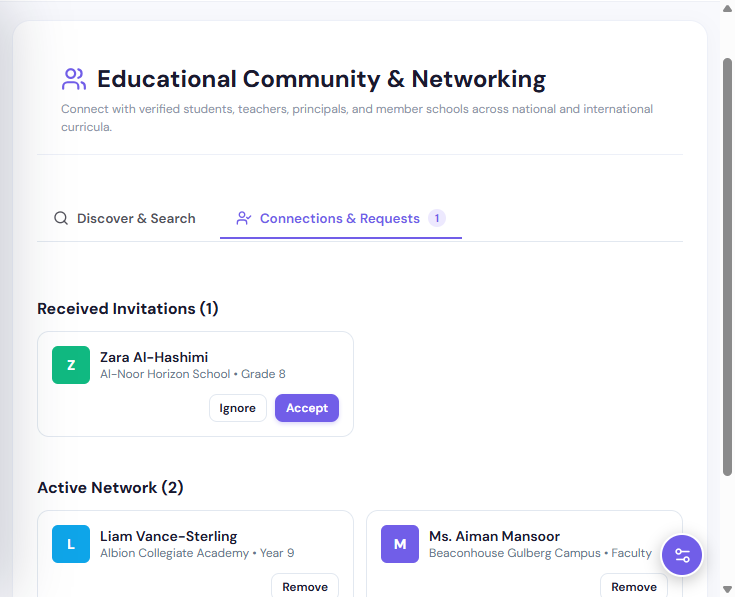 Educational Community & Networking
Connect with verified students, teachers, principals, and member schools across national and international
curricula.
Discover & Search
Connections & Requests 1
Received Invitations (1)
Z
Zara Al-Hashimi
Al-Noor Horizon School • Grade 8
Ignore
Accept
Active Network (2)
L
Liam Vance-Sterling
Albion Collegiate Academy • Year 9
Remove
M
Ms. Aiman Mansoor
Beaconhouse Gulberg Campus • Faculty
Remove